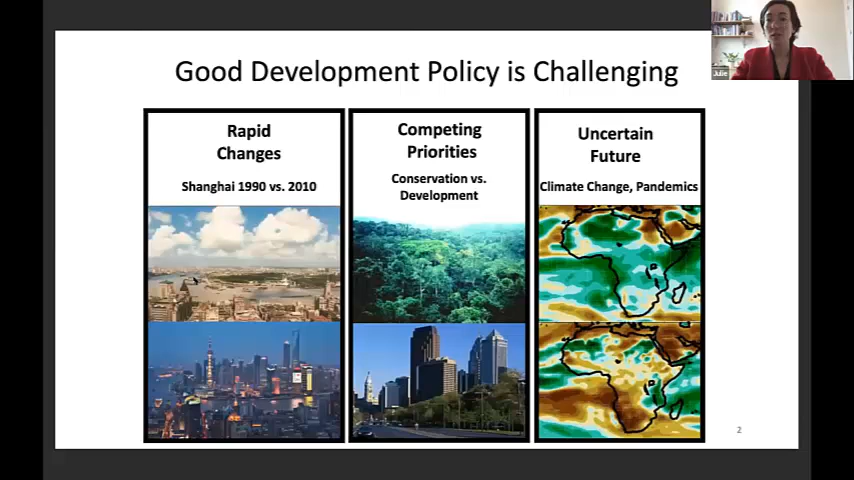 Good Development Policy is Challenging
Rapid
Changes
Shanghai 1990 vs. 2010
Competing
Priorities
Conservation vs.
Development
Uncertain
Future
Climate Change, Pandemics
2
Julie